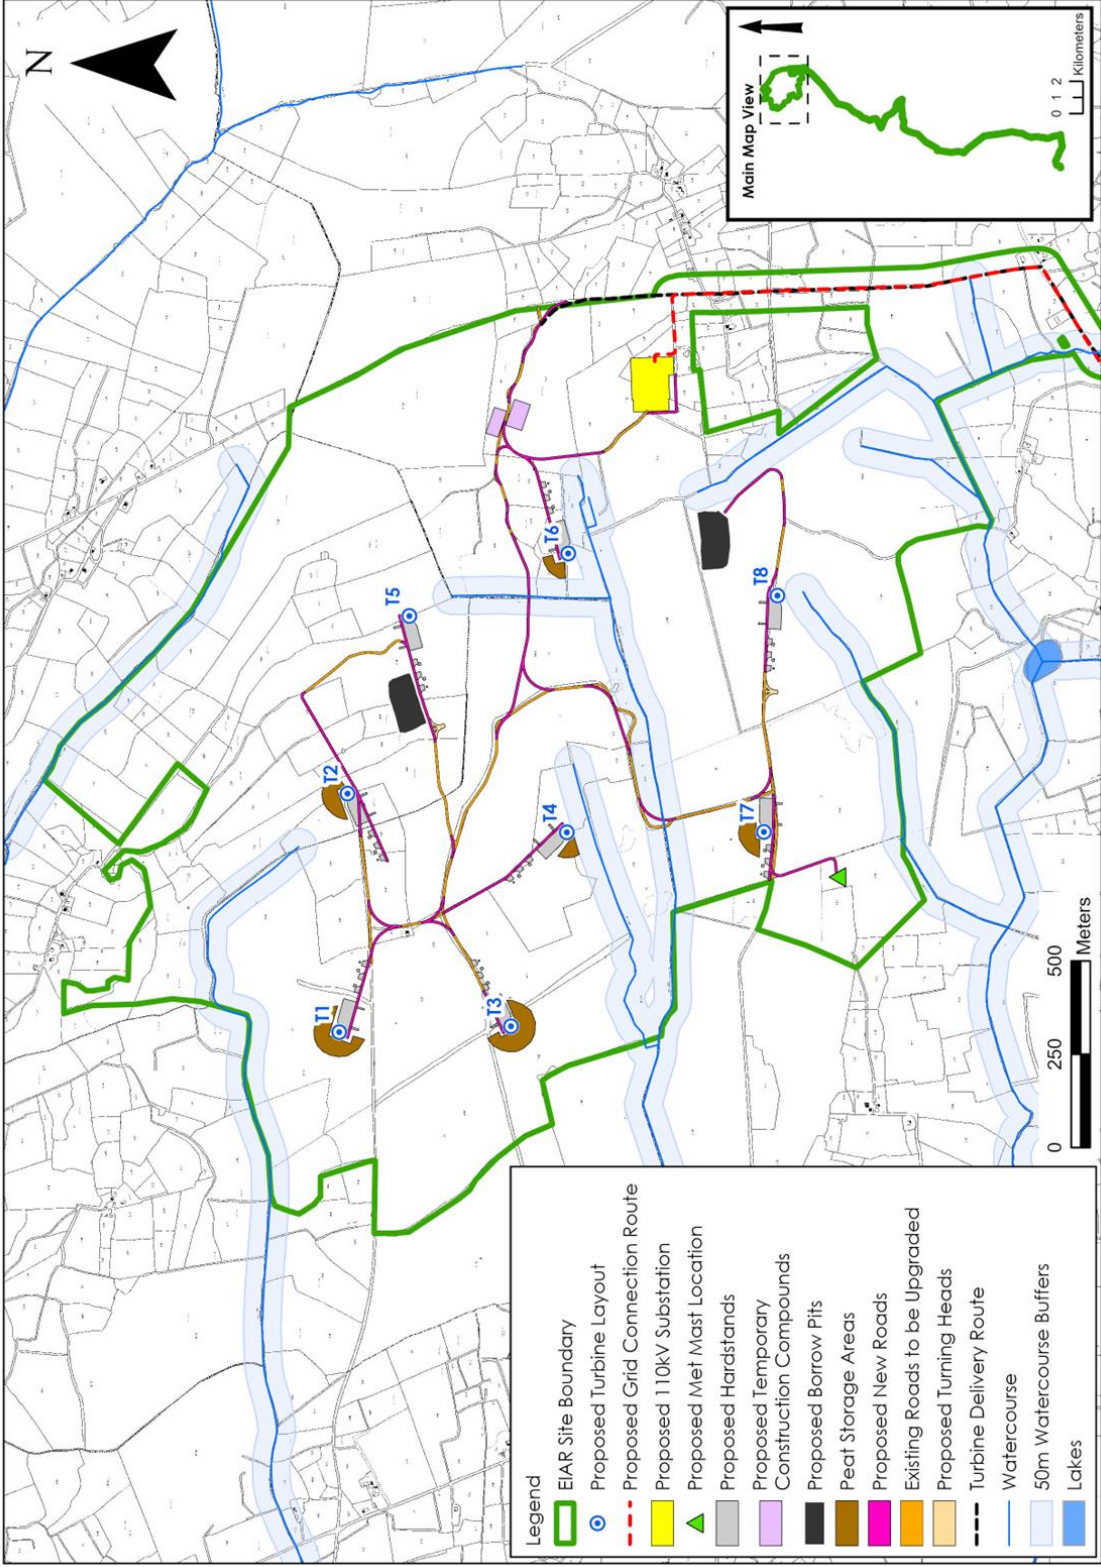 N
T1
T2
T3
T4
T5
T6
T7
T8
Main Map View
0 1 2
Kilometers
0 250 500
Meters
Legend
EIAR Site Boundary
Proposed Turbine Layout
Proposed Grid Connection Route
Proposed 110kV Substation
Proposed Met Mast Location
Proposed Hardstands
Proposed Temporary
Construction Compounds
Proposed Borrow Pits
Peat Storage Areas
Proposed New Roads
Existing Roads to be Upgraded
Proposed Turning Heads
Turbine Delivery Route
Watercourse
50m Watercourse Buffers
Lakes